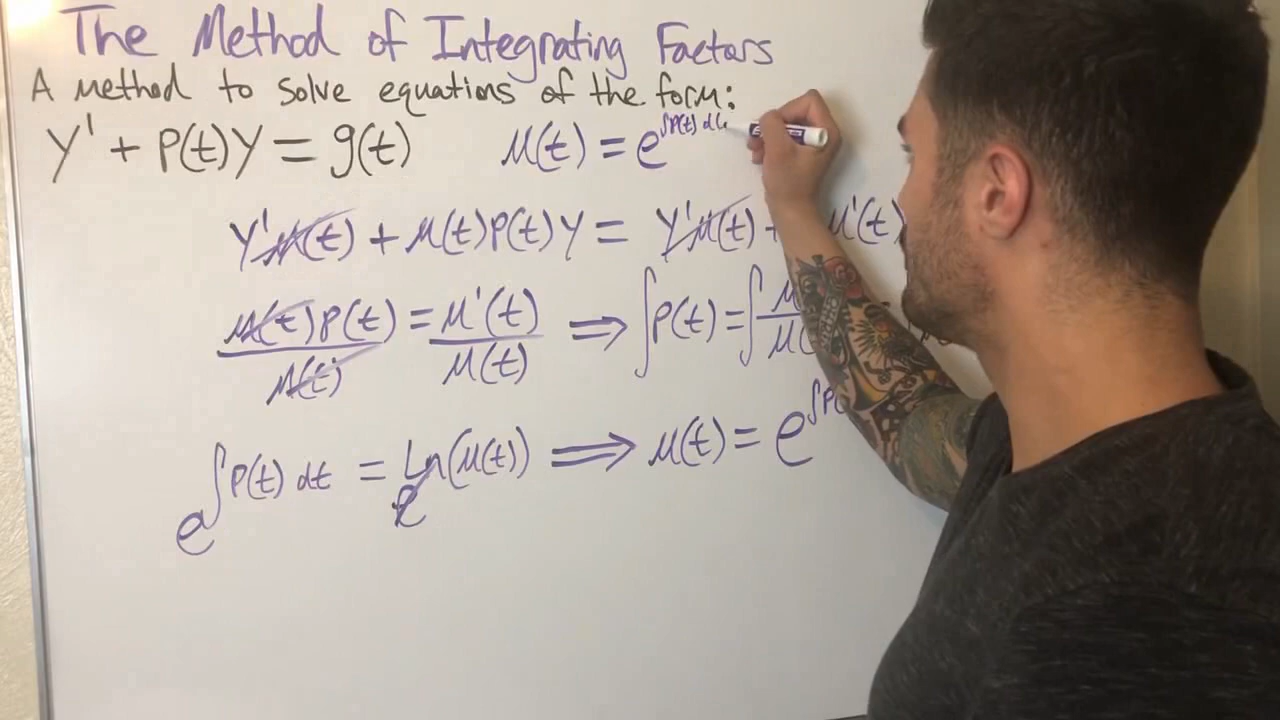 The Method of Integrating Factors
A method to solve equations of the form:
y' + p(t)y = g(t) μ(t) = e^∫p(t) dt
y'μ(t) + μ(t)p(t)y = y'μ(t) + μ'(t)
μ(t)p(t)/μ(t) = μ'(t)/μ(t) ⟹ ∫p(t) = ∫
e^∫p(t) dt = e^Ln(μ(t)) ⟹ μ(t) = e^∫p